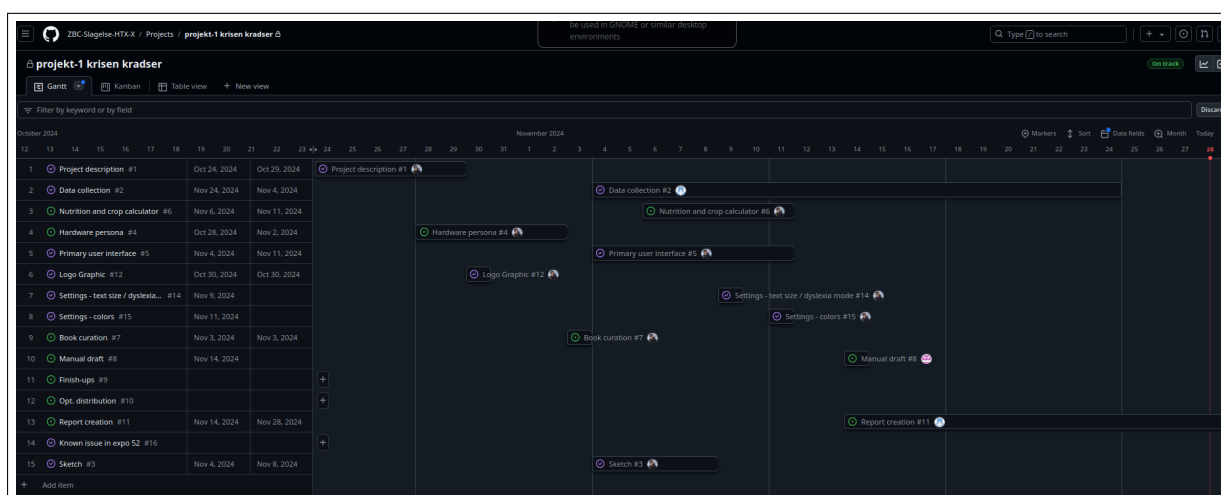 be used in GNOME or similar desktop
environments
ZBC-Slagelse-HTX-X / Projects / projekt-1 krisen kradser
Type / to search
projekt-1 krisen kradser
On track
Gantt Kanban Table view + New view
Filter by keyword or by field
Discar
October 2024 November 2024 Markers Sort Date fields Month Today
12 13 14 15 16 17 18 19 20 21 22 23 24 25 26 27 28 29 30 31 1 2 3 4 5 6 7 8 9 10 11 12 13 14 15 16 17 18 19 20 21 22 23 24 25 26 27 28
1 Project description #1 Oct 24, 2024 Oct 29, 2024 Project description #1
2 Data collection #2 Nov 24, 2024 Nov 4, 2024 Data collection #2
3 Nutrition and crop calculator #6 Nov 6, 2024 Nov 11, 2024 Nutrition and crop calculator #6
4 Hardware persona #4 Oct 28, 2024 Nov 2, 2024 Hardware persona #4
5 Primary user interface #5 Nov 4, 2024 Nov 11, 2024 Primary user interface #5
6 Logo Graphic #12 Oct 30, 2024 Oct 30, 2024 Logo Graphic #12
7 Settings - text size / dyslexia... #14 Nov 9, 2024 Settings - text size / dyslexia mode #14
8 Settings - colors #15 Nov 11, 2024 Settings - colors #15
9 Book curation #7 Nov 3, 2024 Nov 3, 2024 Book curation #7
10 Manual draft #8 Nov 14, 2024 Manual draft #8
11 Finish-ups #9 +
12 Opt. distribution #10 +
13 Report creation #11 Nov 14, 2024 Nov 28, 2024 Report creation #11
14 Known issue in expo 52 #16 +
15 Sketch #3 Nov 4, 2024 Nov 8, 2024 Sketch #3
+ Add item